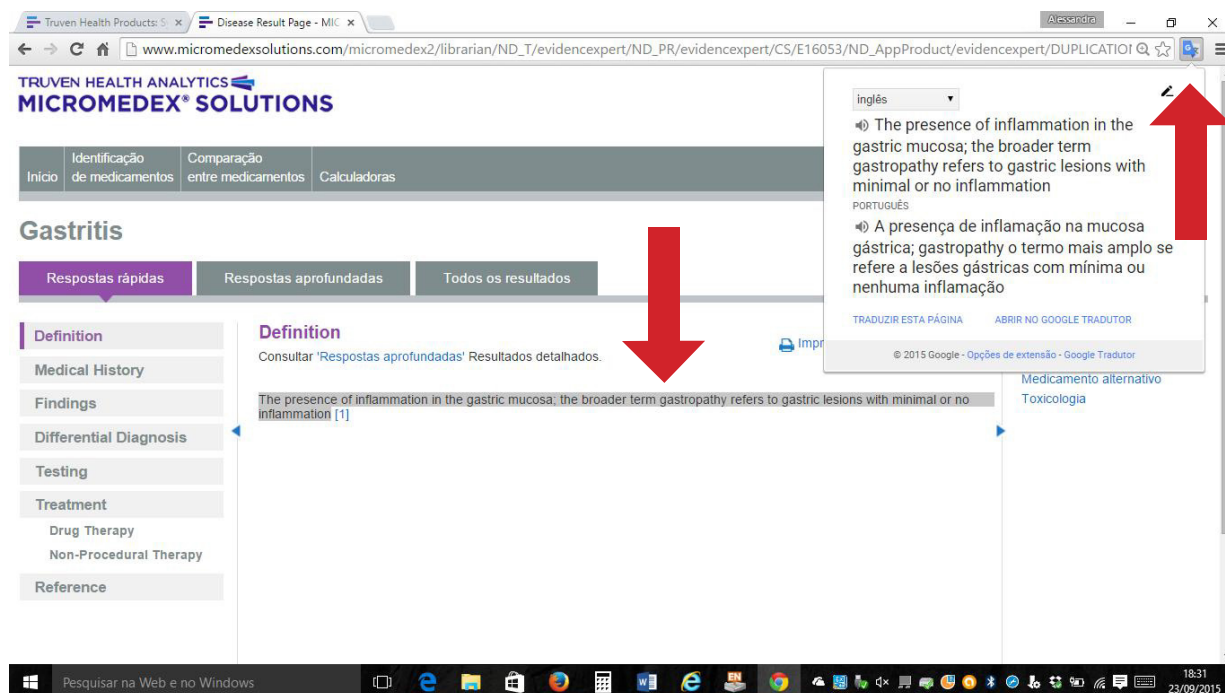 Truven Health Products: S
Disease Result Page - MIC
Alessandra
www.micromedexsolutions.com/micromedex2/librarian/ND_T/evidencexpert/ND_PR/evidencexpert/CS/E16053/ND_AppProduct/evidencexpert/DUPLICATIO
TRUVEN HEALTH ANALYTICS
MICROMEDEX® SOLUTIONS
Início
Identificação
de medicamentos
Comparação
entre medicamentos
Calculadoras
Gastritis
Respostas rápidas
Respostas aprofundadas
Todos os resultados
Definition
Medical History
Findings
Differential Diagnosis
Testing
Treatment
Drug Therapy
Non-Procedural Therapy
Reference
Definition
Consultar 'Respostas aprofundadas' Resultados detalhados.
Impr
The presence of inflammation in the gastric mucosa; the broader term gastropathy refers to gastric lesions with minimal or no
inflammation [1]
inglês
The presence of inflammation in the
gastric mucosa; the broader term
gastropathy refers to gastric lesions with
minimal or no inflammation
PORTUGUÊS
A presença de inflamação na mucosa
gástrica; gastropathy o termo mais amplo se
refere a lesões gástricas com mínima ou
nenhuma inflamação
TRADUZIR ESTA PÁGINA
ABRIR NO GOOGLE TRADUTOR
© 2015 Google - Opções de extensão - Google Tradutor
Medicamento alternativo
Toxicologia
Pesquisar na Web e no Windows
18:31
23/09/2015